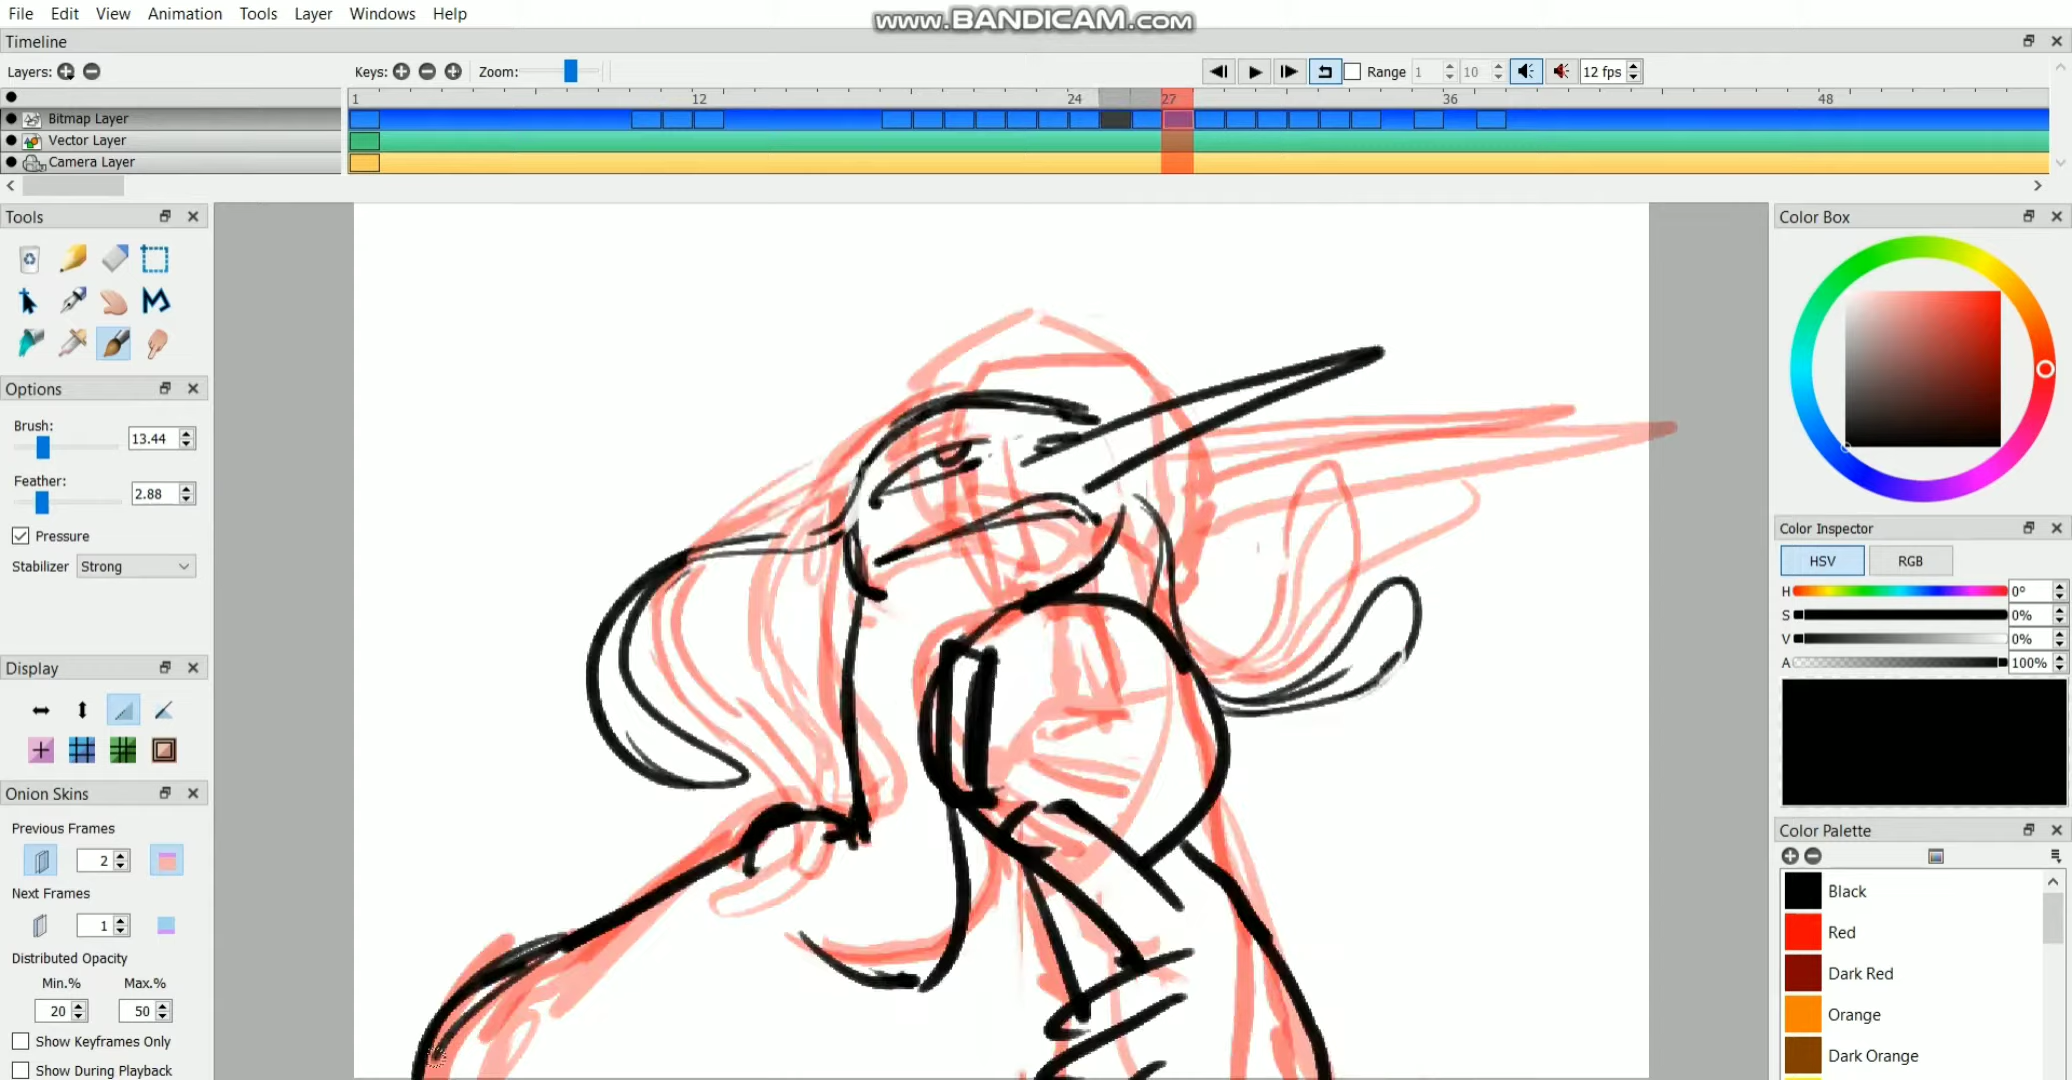 File Edit View Animation Tools Layer Windows Help
www.BANDICAM.com
Timeline
Layers: Keys: Zoom: Range 1 10 12 fps
1 12 24 27 36 48
Bitmap Layer
Vector Layer
Camera Layer
Tools
Options
Brush: 13.44
Feather: 2.88
Pressure
Stabilizer Strong
Display
Onion Skins
Previous Frames
2
Next Frames
1
Distributed Opacity
Min.% Max.%
20 50
Show Keyframes Only
Show During Playback
Color Box
Color Inspector
HSV RGB
H 0º
S 0%
V 0%
A 100%
Color Palette
Black
Red
Dark Red
Orange
Dark Orange